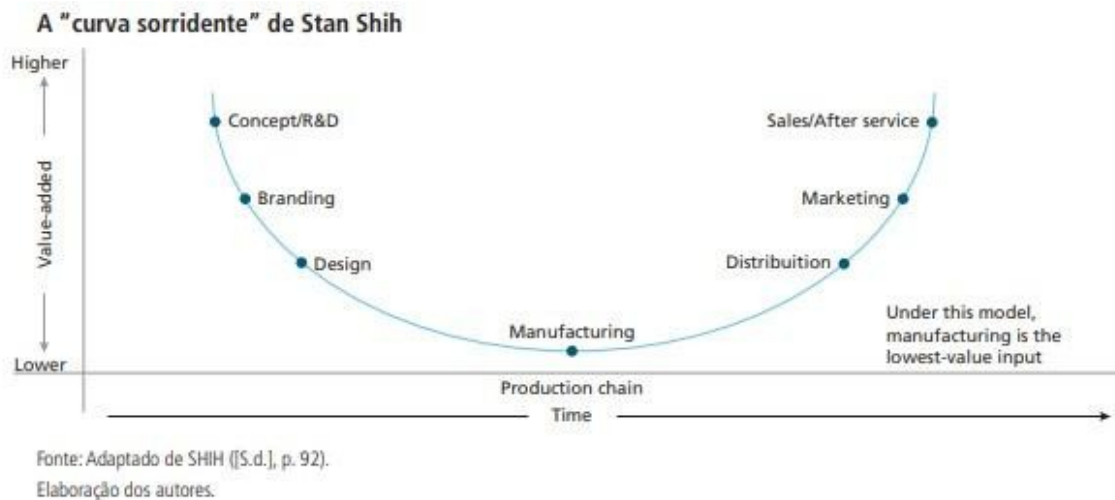 A “curva sorridente” de Stan Shih
Higher
Value-added
Lower
Concept/R&D
Branding
Design
Manufacturing
Sales/After service
Marketing
Distribuition
Under this model,
manufacturing is the
lowest-value input
Production chain
Time
Fonte: Adaptado de SHIH ([S.d.], p. 92).
Elaboração dos autores.